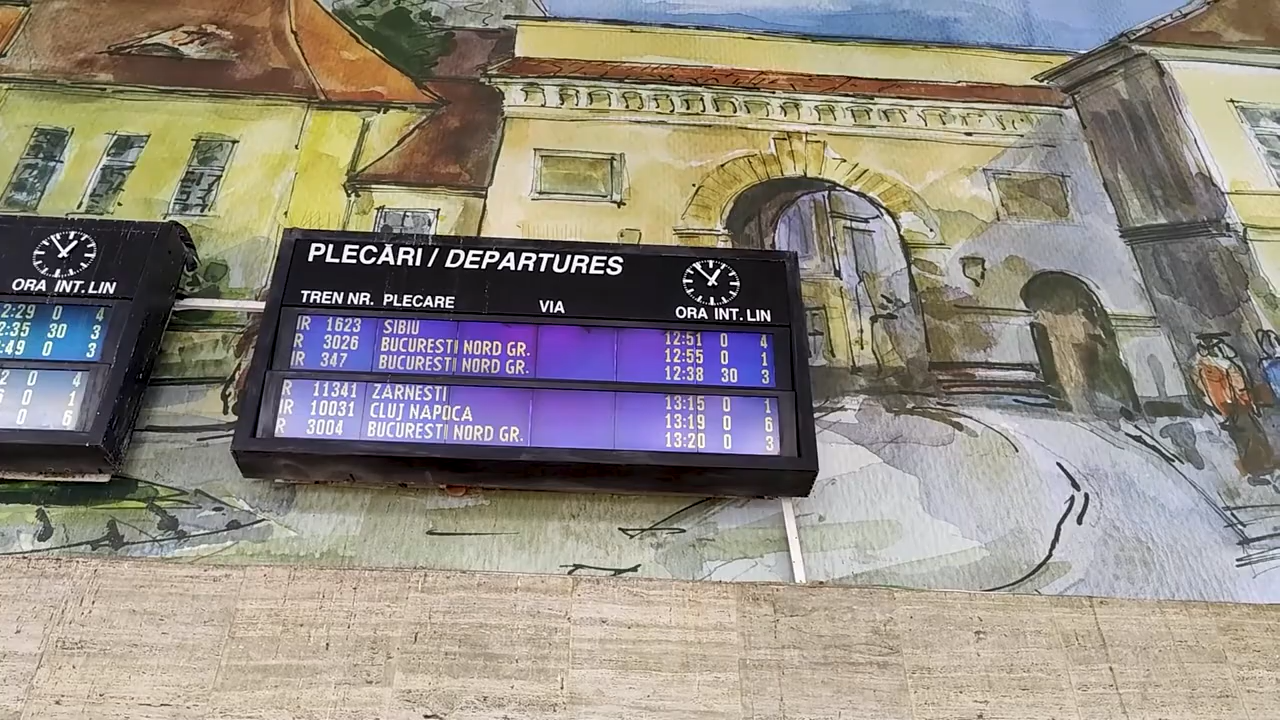 ORA INT. LIN
2:29 0 4
2:35 30 3
:49 0 3
2 0 4
0 1
0 6
PLECĂRI / DEPARTURES
TREN NR. PLECARE VIA ORA INT. LIN
IR 1623 SIBIU 12:51 0 4
R 3026 BUCURESTI NORD GR. 12:55 0 1
IR 347 BUCURESTI NORD GR. 12:38 30 3
R 11341 ZĂRNESTI 13:15 0 1
IR 10031 CLUJ NAPOCA 13:19 0 6
R 3004 BUCURESTI NORD GR. 13:20 0 3